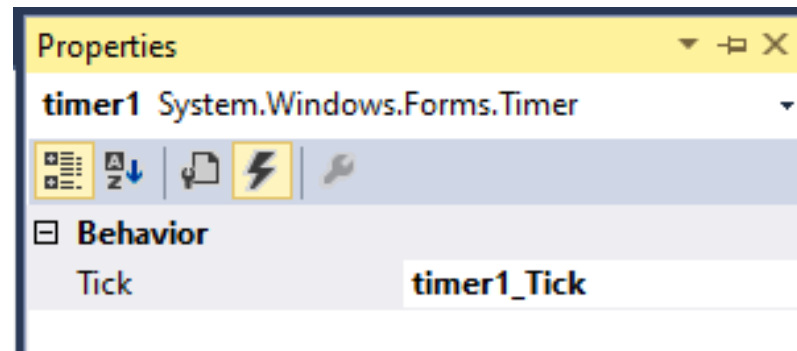 Properties
timer1 System.Windows.Forms.Timer
A
Z
Behavior
Tick timer1_Tick